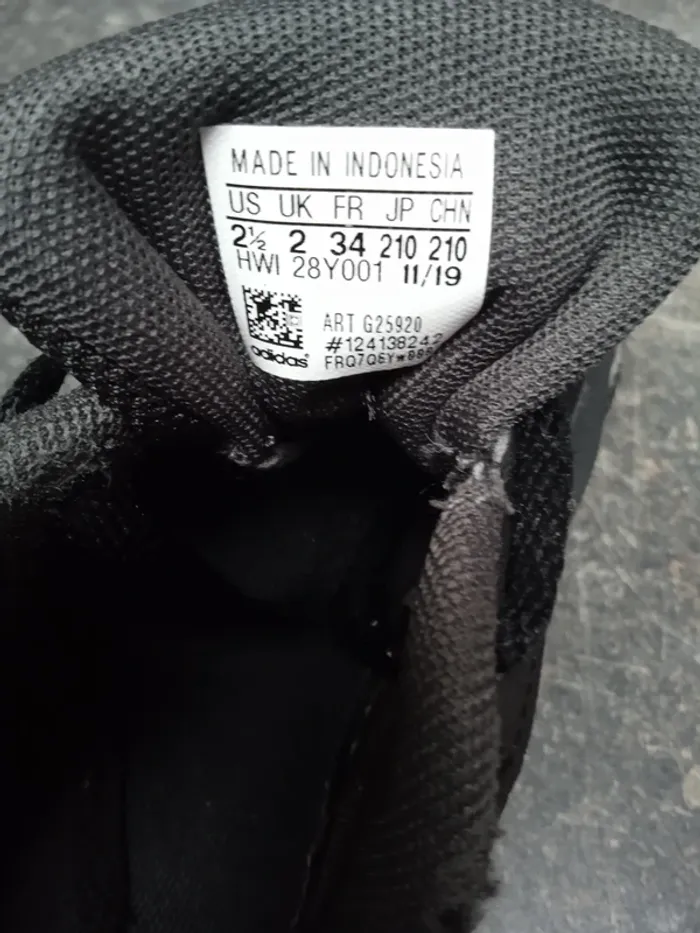 MADE IN INDONESIA
US UK FR JP CHN
2½ 2 34 210 210
HWI 28Y001 11/19
ART G25920
#124138242
adidas